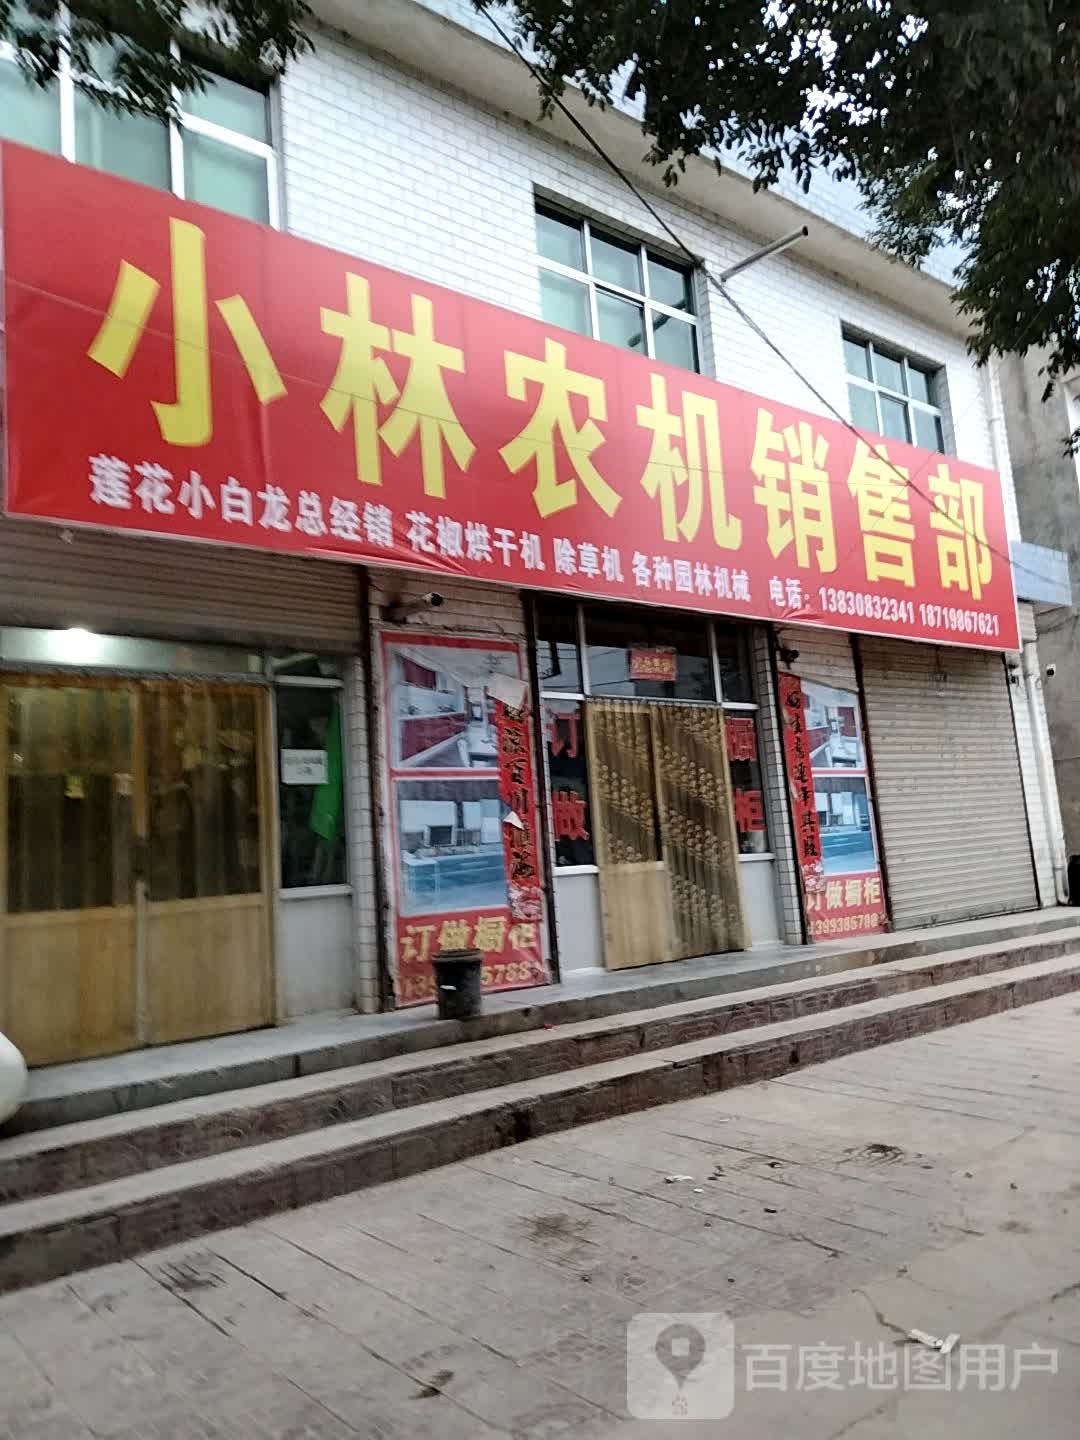 小林农机销售部
莲花小白龙总经销 花椒烘干机 除草机 各种园林机械 电话:13830832341 18719867621
订做
橱柜
订做橱柜
订做橱柜
百度地图用户